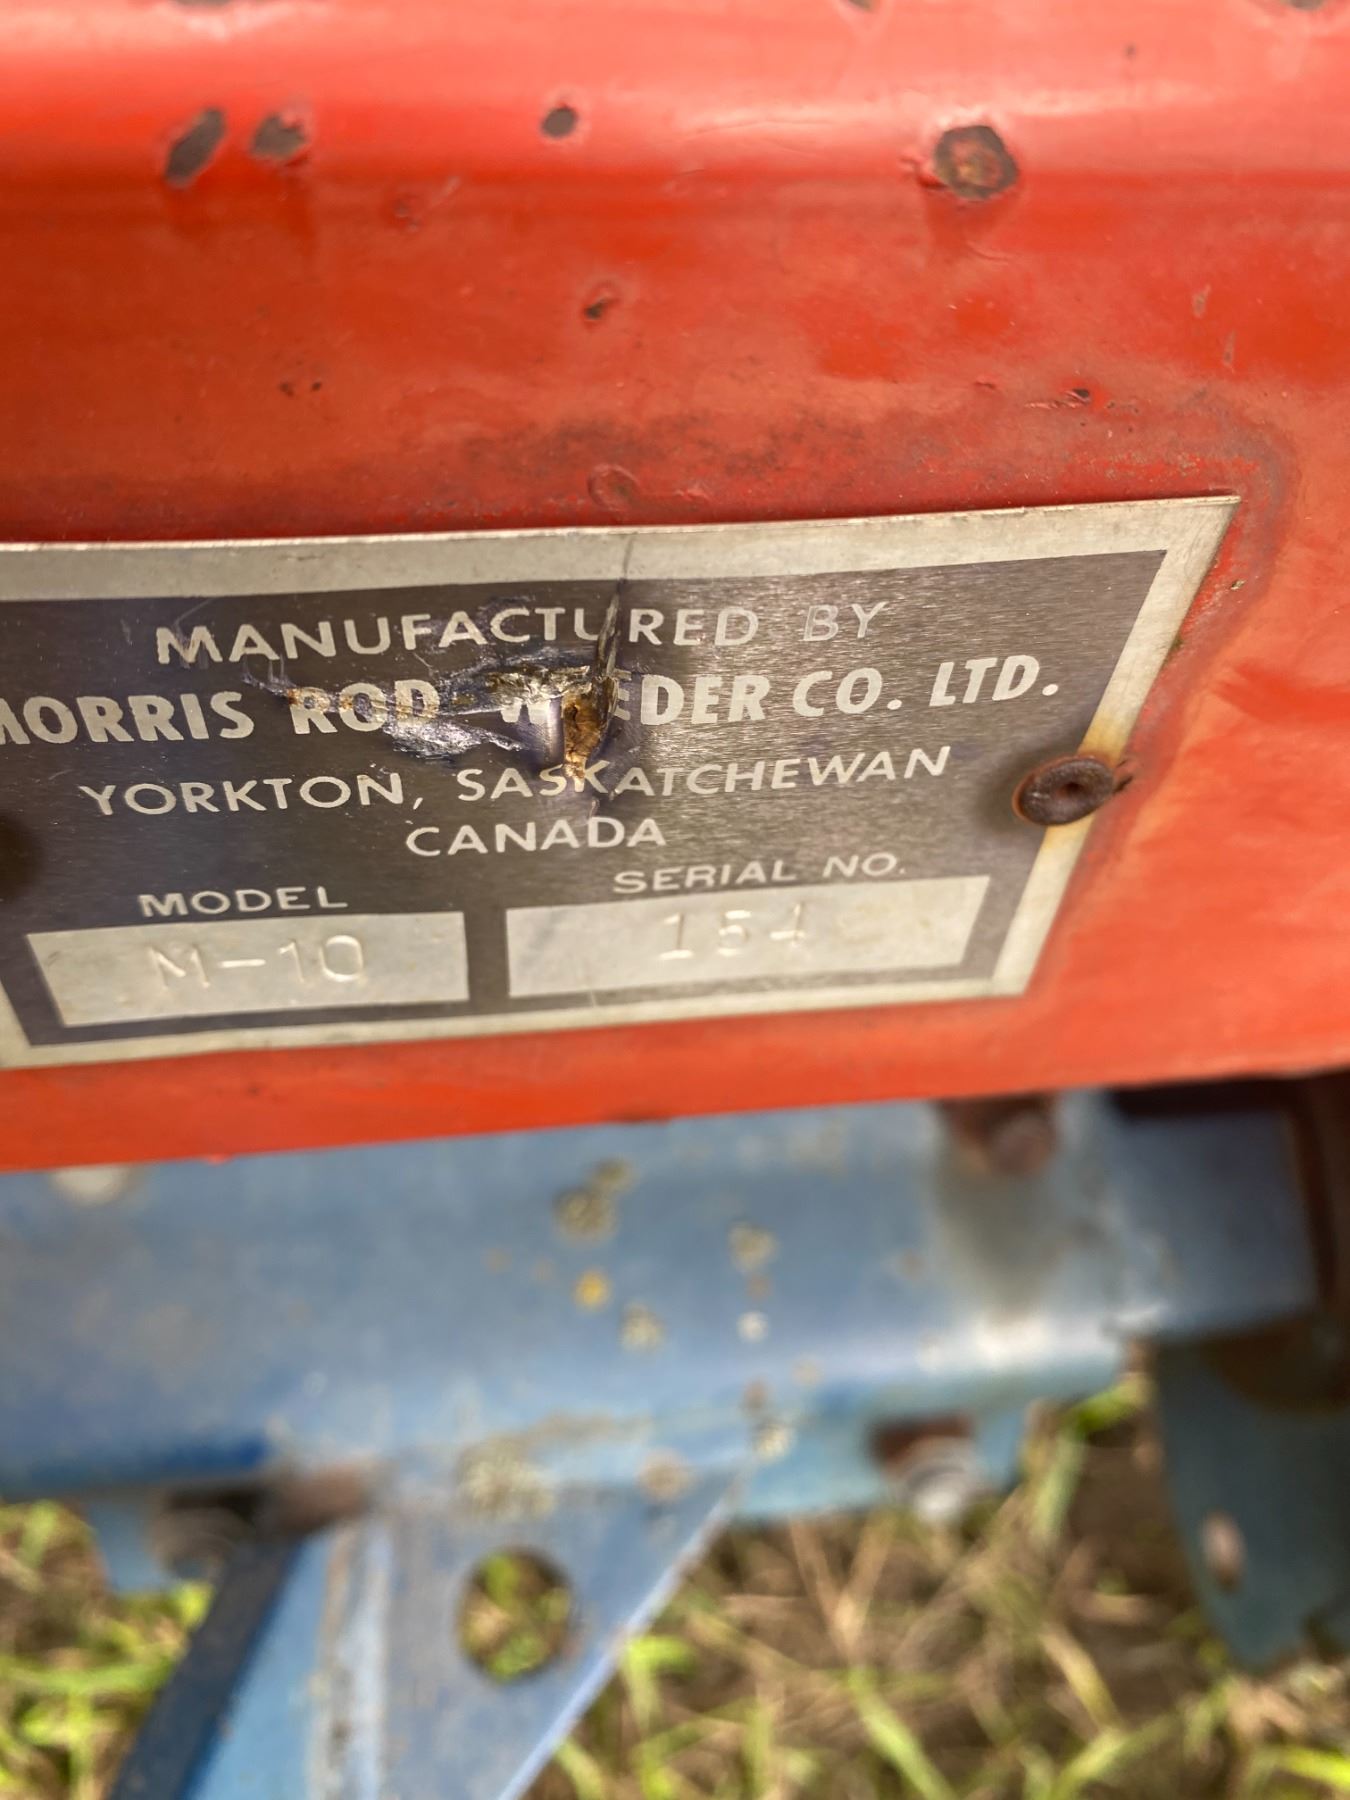 MANUFACTURED BY
MORRIS ROD WEEDER CO. LTD.
YORKTON, SASKATCHEWAN
CANADA
MODEL SERIAL NO.
M-10 154